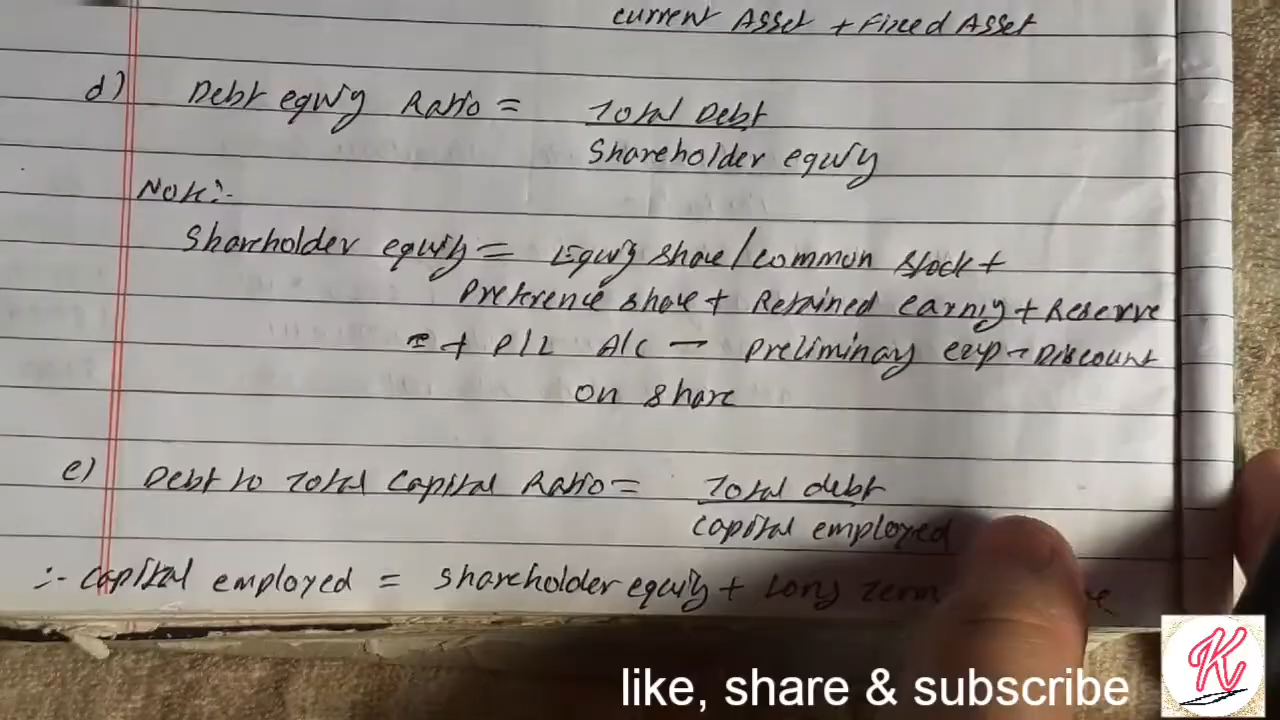 current Asset + Fixed Asset
d) Debt equity Ratio = Total Debt
Shareholder equity
Note:-
Shareholder equity = Equity share/common stock +
Preference share + Retained earning + Reserve
+ P/L A/C - preliminary exp - Discount
on share
e) Debt to Total Capital Ratio = Total debt
capital employed
:- capital employed = shareholder equity + Long Term
like, share & subscribe
K